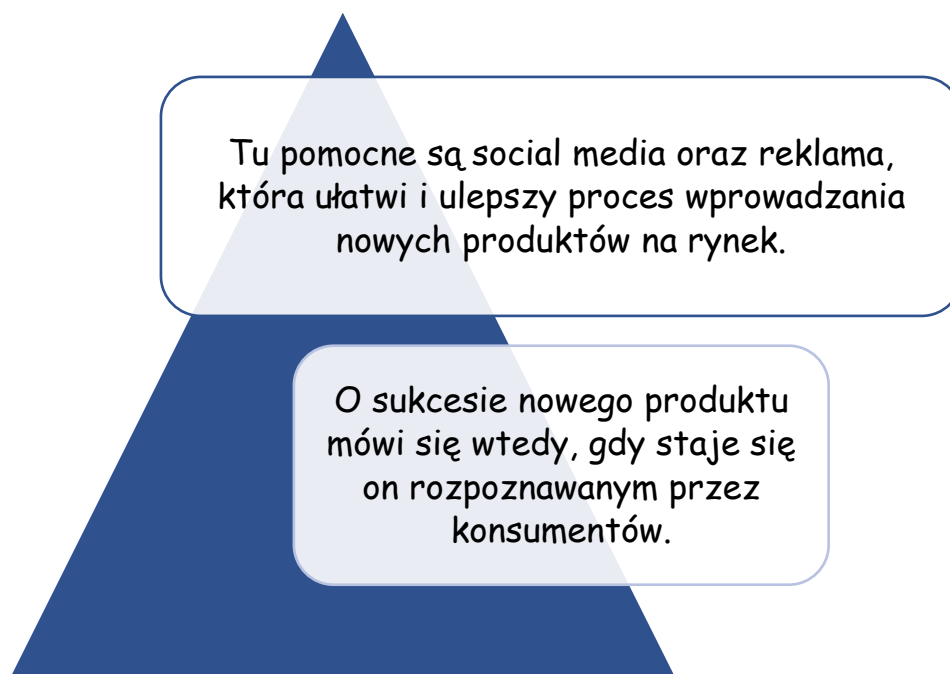 Tu pomocne są social media oraz reklama,
która ułatwi i ulepszy proces wprowadzania
nowych produktów na rynek.
O sukcesie nowego produktu
mówi się wtedy, gdy staje się
on rozpoznawanym przez
konsumentów.